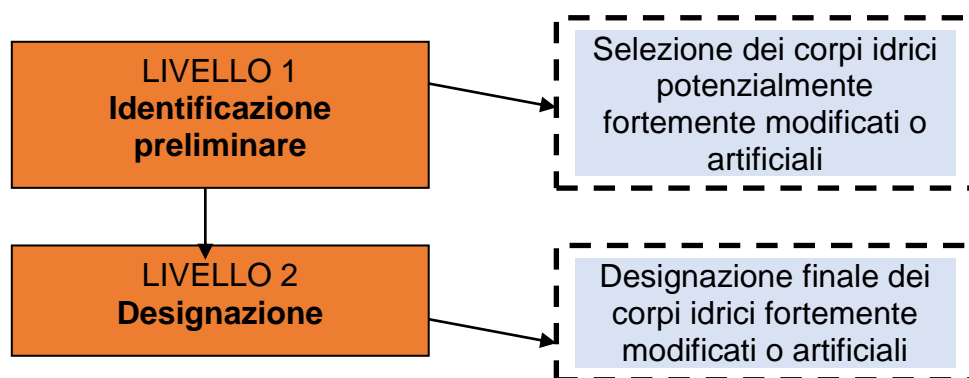 LIVELLO 1
Identificazione
preliminare
Selezione dei corpi idrici
potenzialmente
fortemente modificati o
artificiali
LIVELLO 2
Designazione
Designazione finale dei
corpi idrici fortemente
modificati o artificiali